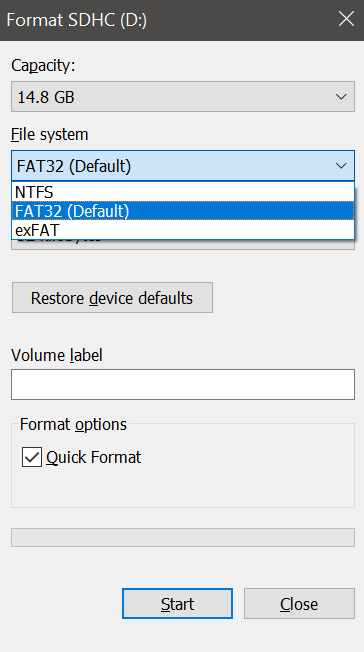 Format SDHC (D:)
Capacity:
14.8 GB
File system
FAT32 (Default)
NTFS
FAT32 (Default)
exFAT
Restore device defaults
Volume label
Format options
Quick Format
Start
Close